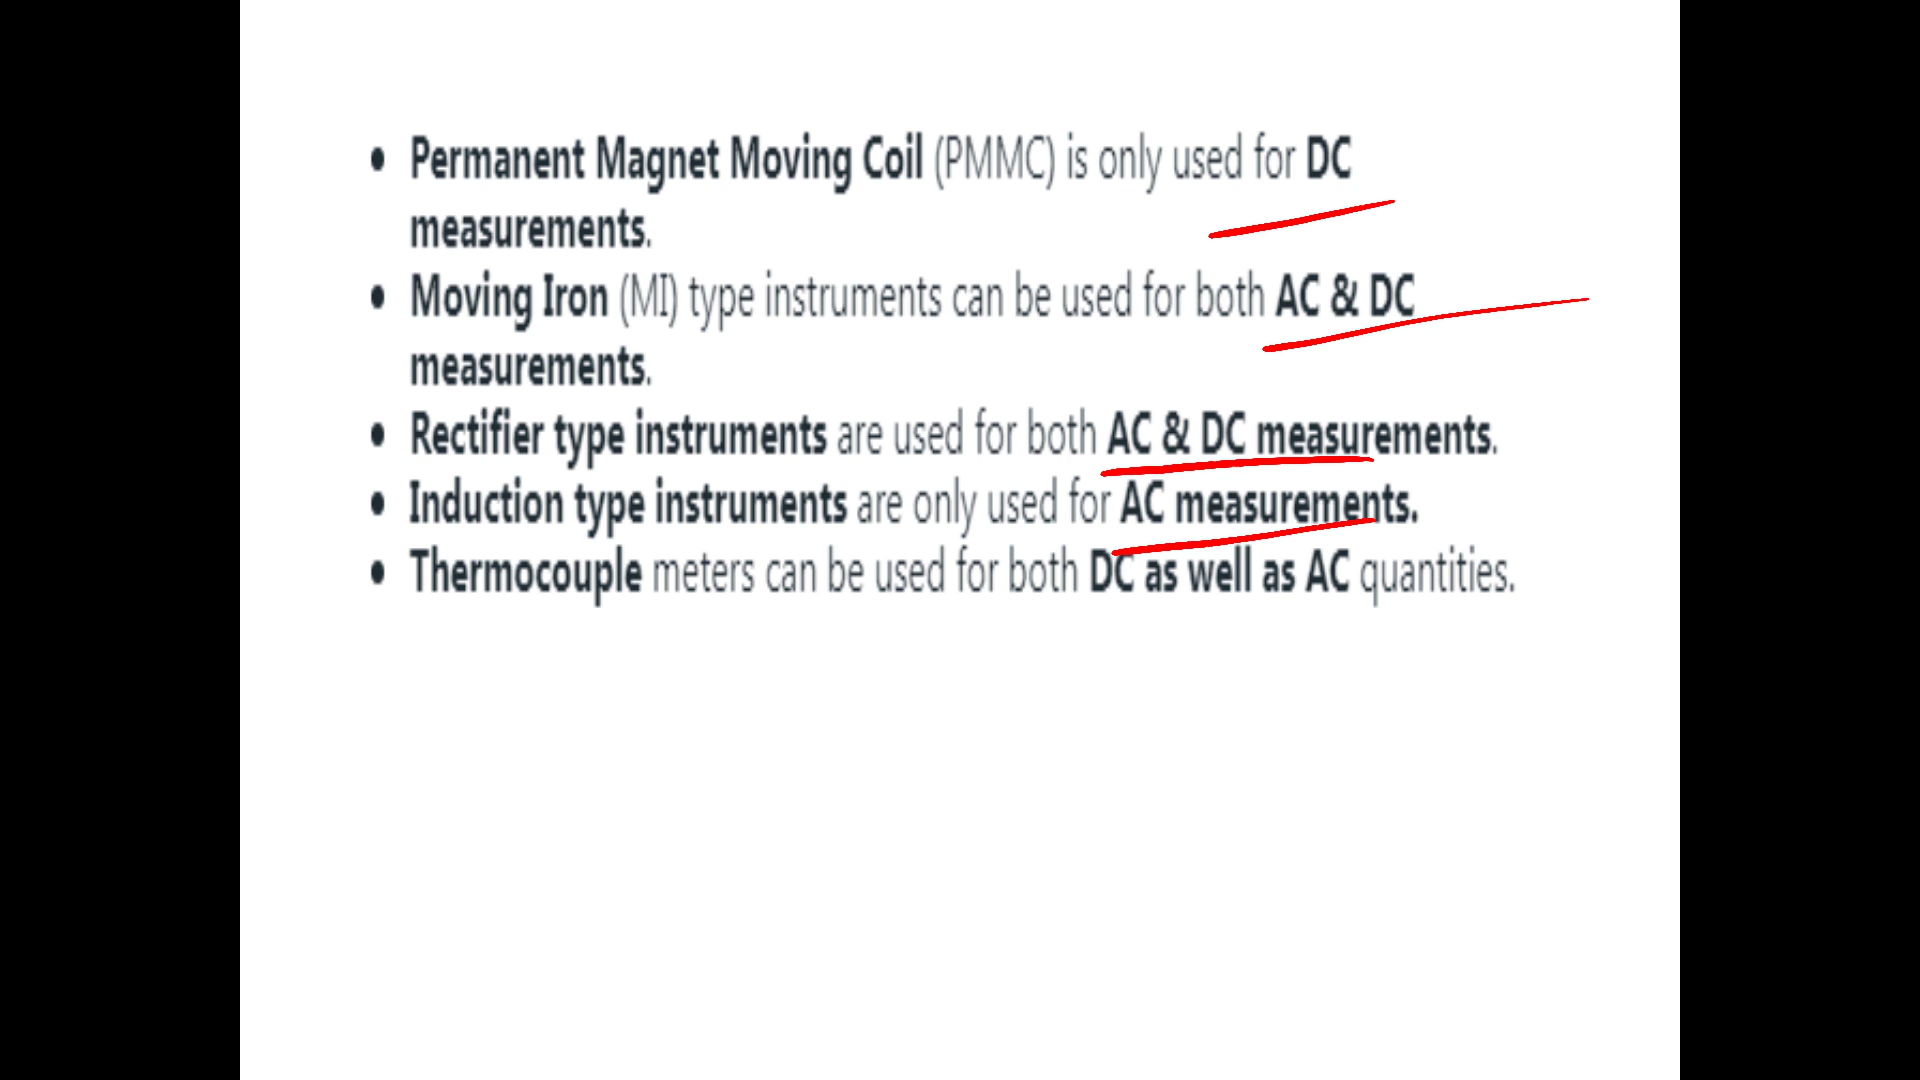 • Permanent Magnet Moving Coil (PMMC) is only used for DC
measurements.
• Moving Iron (MI) type instruments can be used for both AC & DC
measurements.
• Rectifier type instruments are used for both AC & DC measurements.
• Induction type instruments are only used for AC measurements.
• Thermocouple meters can be used for both DC as well as AC quantities.